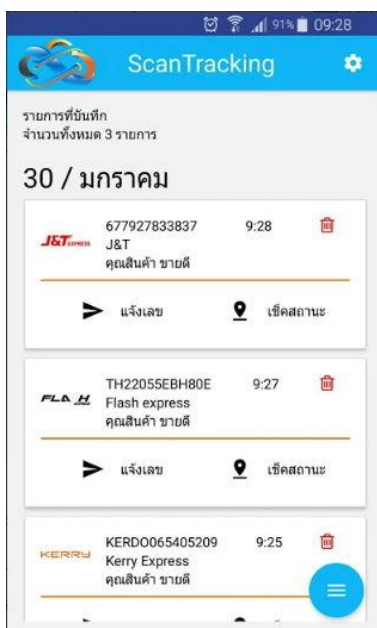 91% 09:28
ScanTracking
รายการที่บันทึก
จำนวนทั้งหมด 3 รายการ
30 / มกราคม
J&T EXPRESS
677927833837 9:28
J&T
คุณสินค้า ขายดี
แจ้งเลข เช็คสถานะ
FLASH
TH22055EBH80E 9:27
Flash express
คุณสินค้า ขายดี
แจ้งเลข เช็คสถานะ
KERRY
KERDO065405209 9:25
Kerry Express
คุณสินค้า ขายดี